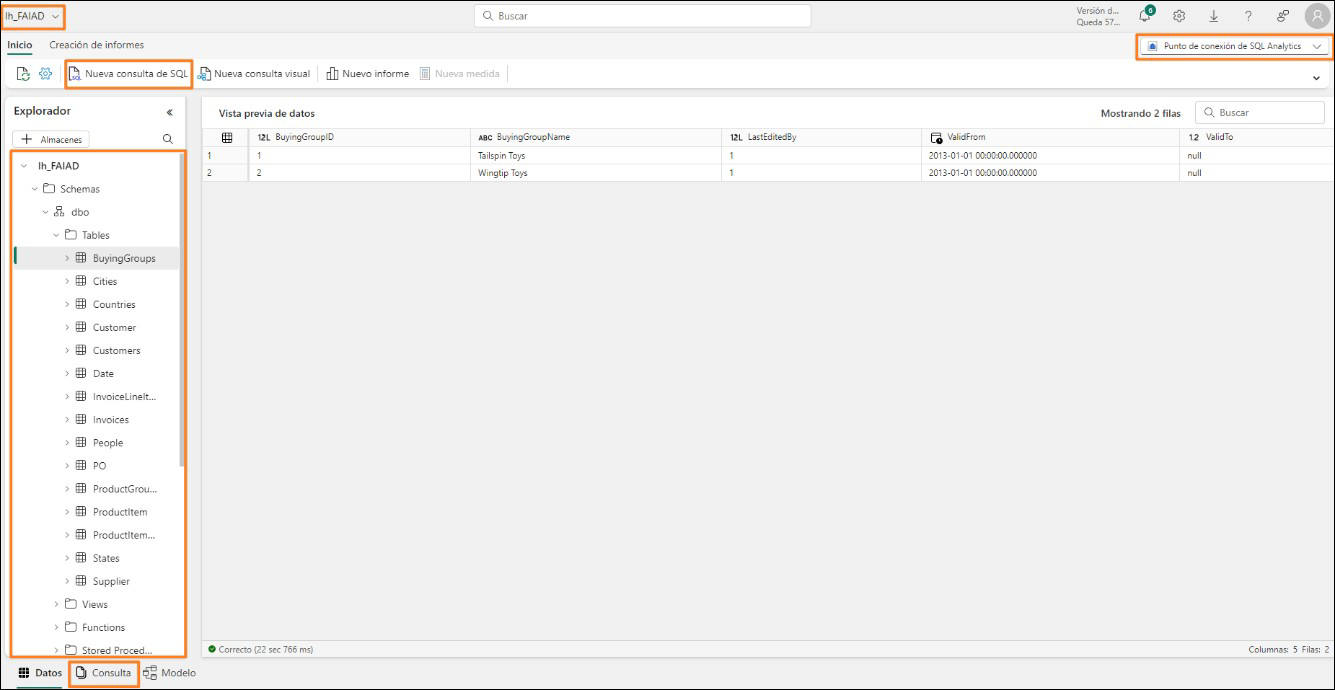 lh_FAIAD
Buscar
Versión d...
Queda 57...
6
Inicio
Creación de informes
Punto de conexión de SQL Analytics
Nueva consulta de SQL
Nueva consulta visual
Nuevo informe
Nueva medida
Explorador
«
Vista previa de datos
Mostrando 2 filas
Buscar
+ Almacenes
12L BuyingGroupID
ABC BuyingGroupName
12L LastEditedBy
ValidFrom
1.2 ValidTo
1 1 Tailspin Toys 1 2013-01-01 00:00:00.000000 null
2 2 Wingtip Toys 1 2013-01-01 00:00:00.000000 null
lh_FAIAD
Schemas
dbo
Tables
BuyingGroups
Cities
Countries
Customer
Customers
Date
InvoiceLineIt...
Invoices
People
PO
ProductGrou...
ProductItem
ProductItem...
States
Supplier
Views
Functions
Stored Proced...
Correcto (22 sec 766 ms)
Columnas: 5 Filas: 2
Datos
Consulta
Modelo